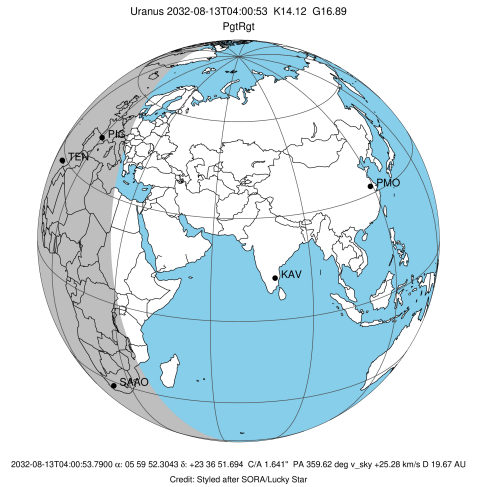 Uranus 2032-08-13T04:00:53 K14.12 G16.89
PgtRgt
PIC
TEN
PMO
KAV
SAAO
2032-08-13T04:00:53.7900 α: 05 59 52.3043 δ: +23 36 51.694 C/A 1.641" PA 359.62 deg v_sky +25.28 km/s D 19.67 AU
Credit: Styled after SORA/Lucky Star